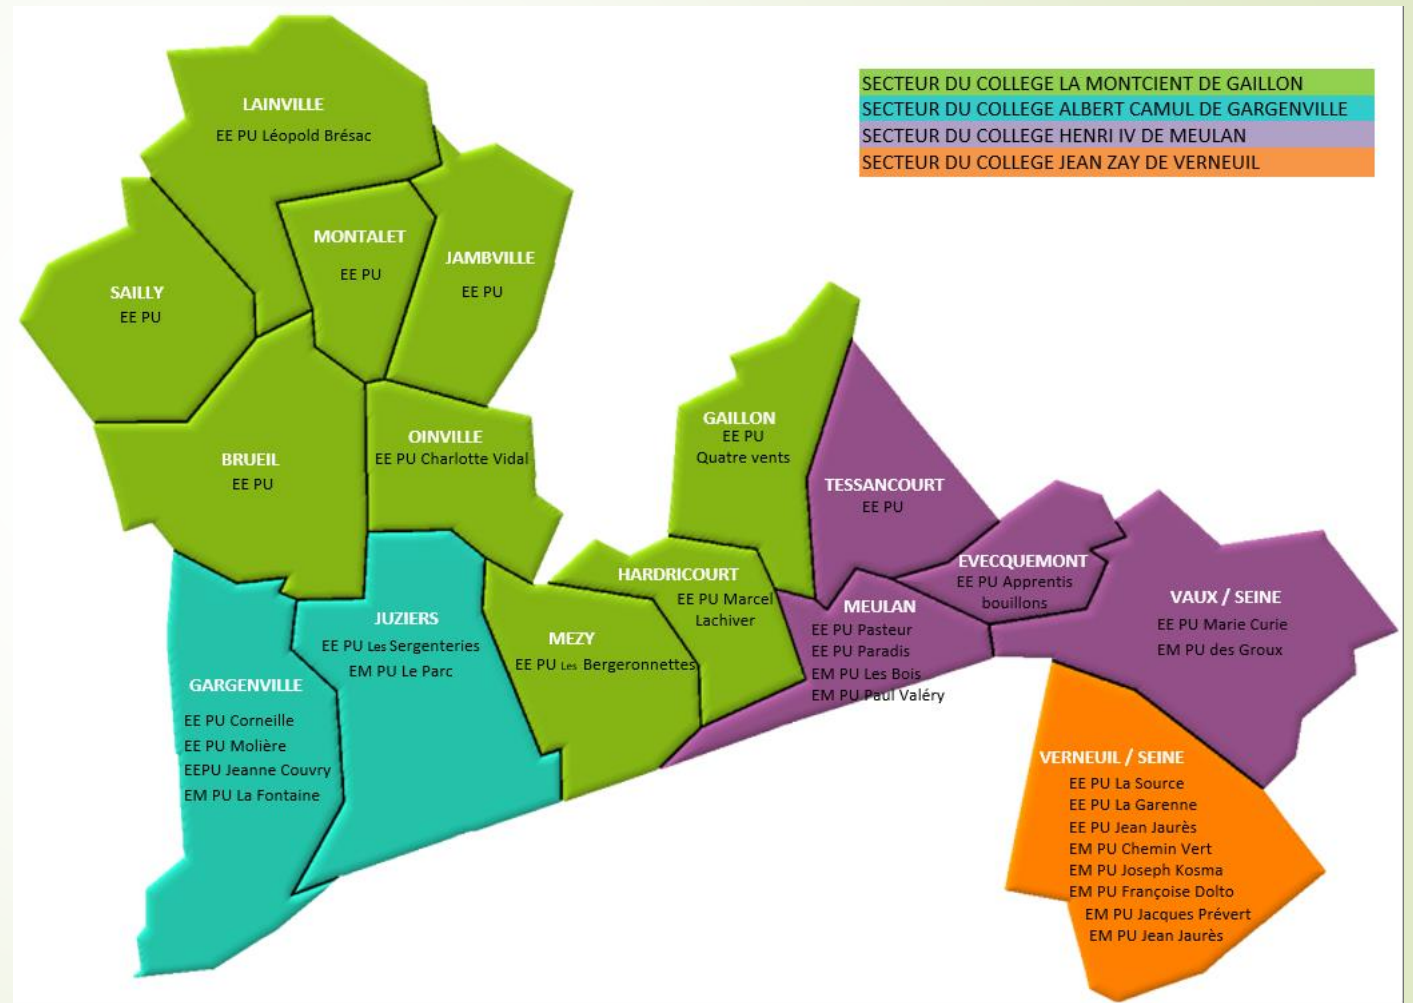 SECTEUR DU COLLEGE LA MONTCIENT DE GAILLON
SECTEUR DU COLLEGE ALBERT CAMUL DE GARGENVILLE
SECTEUR DU COLLEGE HENRI IV DE MEULAN
SECTEUR DU COLLEGE JEAN ZAY DE VERNEUIL
LAINVILLE
EE PU Léopold Brésac
MONTALET
EE PU
JAMBVILLE
EE PU
SAILLY
EE PU
BRUEIL
EE PU
OINVILLE
EE PU Charlotte Vidal
GAILLON
EE PU
Quatre vents
TESSANCOURT
EE PU
EVECQUEMONT
EE PU Apprentis
bouillons
VAUX / SEINE
EE PU Marie Curie
EM PU des Groux
HARDRICOURT
EE PU Marcel
Lachiver
MEULAN
EE PU Pasteur
EE PU Paradis
EM PU Les Bois
EM PU Paul Valéry
JUZIERS
EE PU Les Sergenteries
EM PU Le Parc
MEZY
EE PU Les Bergeronnettes
GARGENVILLE
EE PU Corneille
EE PU Molière
EEPU Jeanne Couvry
EM PU La Fontaine
VERNEUIL / SEINE
EE PU La Source
EE PU La Garenne
EE PU Jean Jaurès
EM PU Chemin Vert
EM PU Joseph Kosma
EM PU Françoise Dolto
EM PU Jacques Prévert
EM PU Jean Jaurès